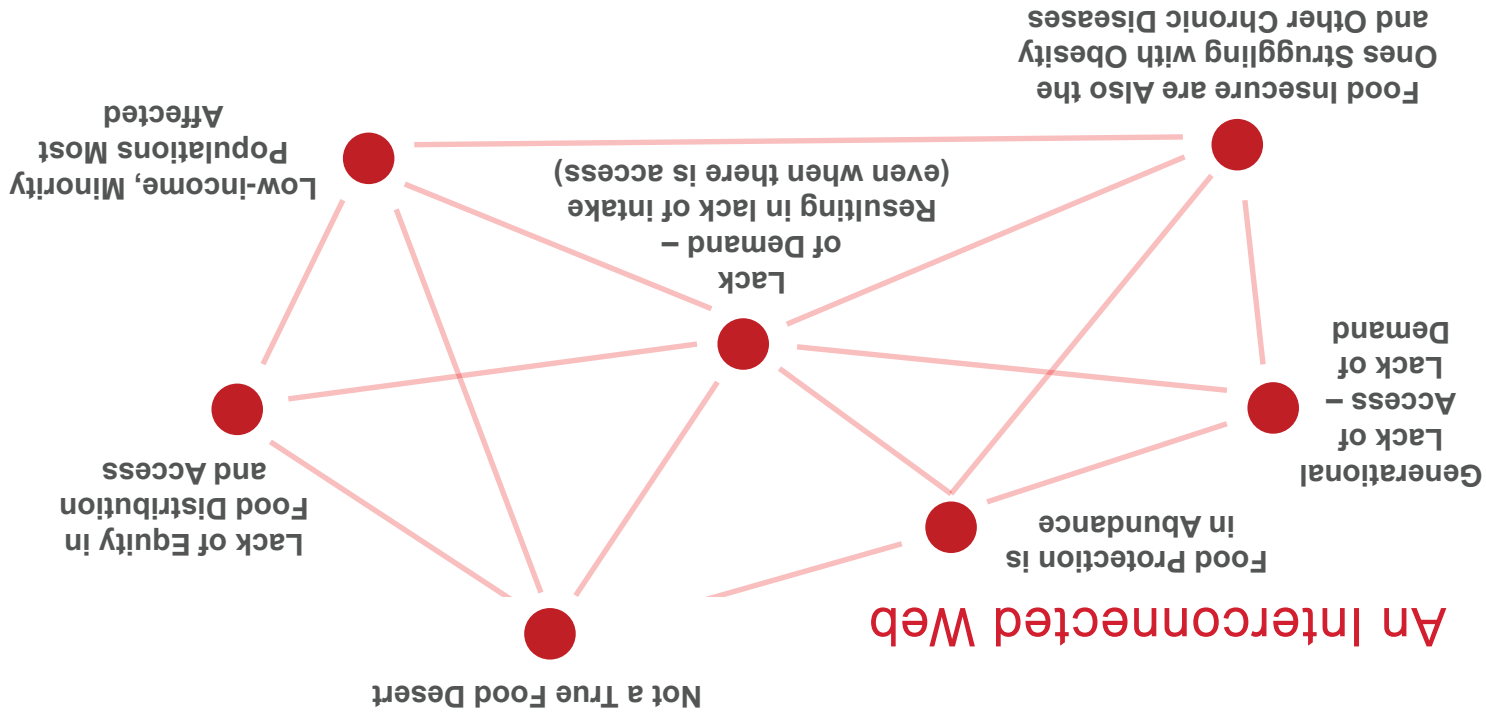 An Interconnected Web
Not a True Food Desert
Food Protection is
in Abundance
Generational
Lack of
Access –
Lack of
Demand
Lack of Equity in
Food Distribution
and Access
Lack
of Demand –
Resulting in lack of intake
(even when there is access)
Low-income, Minority
Populations Most
Affected
Food Insecure are Also the
Ones Struggling with Obesity
and Other Chronic Diseases